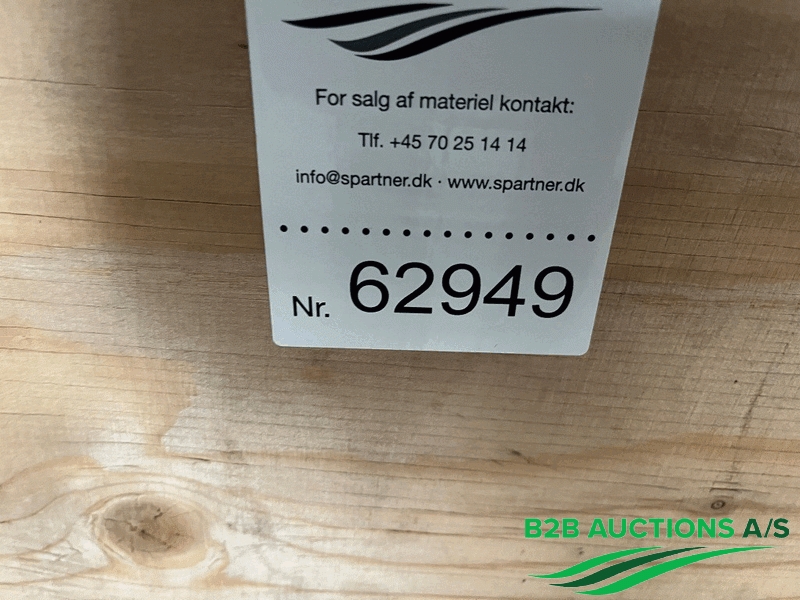 For salg af materiel kontakt:
Tlf. +45 70 25 14 14
info@spartner.dk · www.spartner.dk
Nr. 62949
B2B AUCTIONS A/S